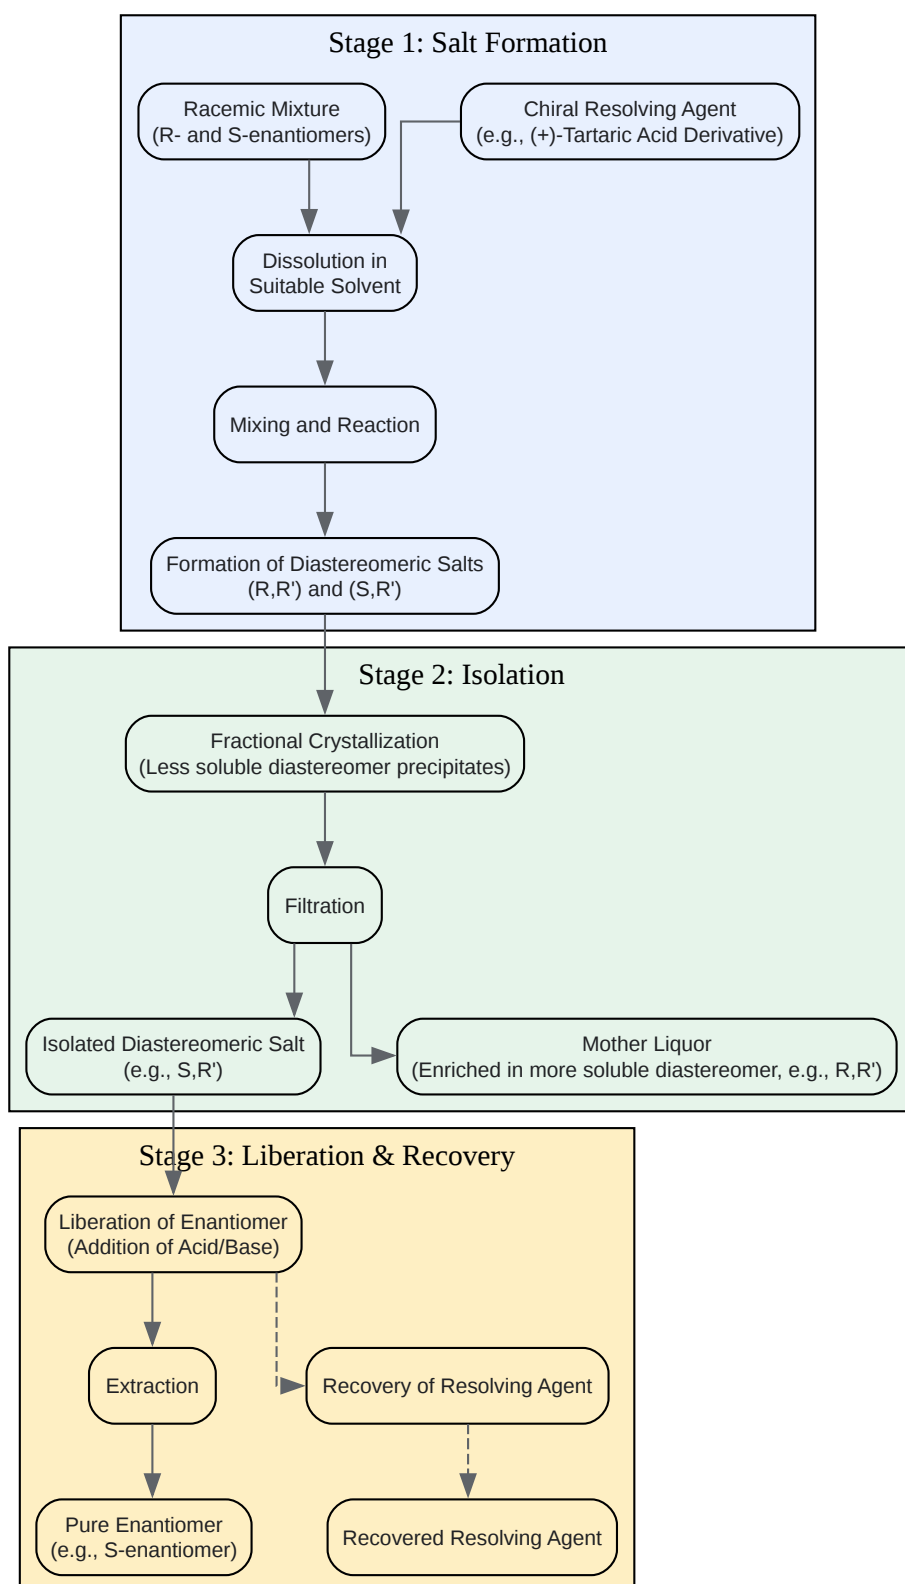 Stage 1: Salt Formation
Racemic Mixture
(R- and S-enantiomers)
Chiral Resolving Agent
(e.g., (+)-Tartaric Acid Derivative)
Dissolution in
Suitable Solvent
Mixing and Reaction
Formation of Diastereomeric Salts
(R,R') and (S,R')
Stage 2: Isolation
Fractional Crystallization
(Less soluble diastereomer precipitates)
Filtration
Isolated Diastereomeric Salt
(e.g., S,R')
Mother Liquor
(Enriched in more soluble diastereomer, e.g., R,R')
Stage 3: Liberation & Recovery
Liberation of Enantiomer
(Addition of Acid/Base)
Extraction
Recovery of Resolving Agent
Pure Enantiomer
(e.g., S-enantiomer)
Recovered Resolving Agent